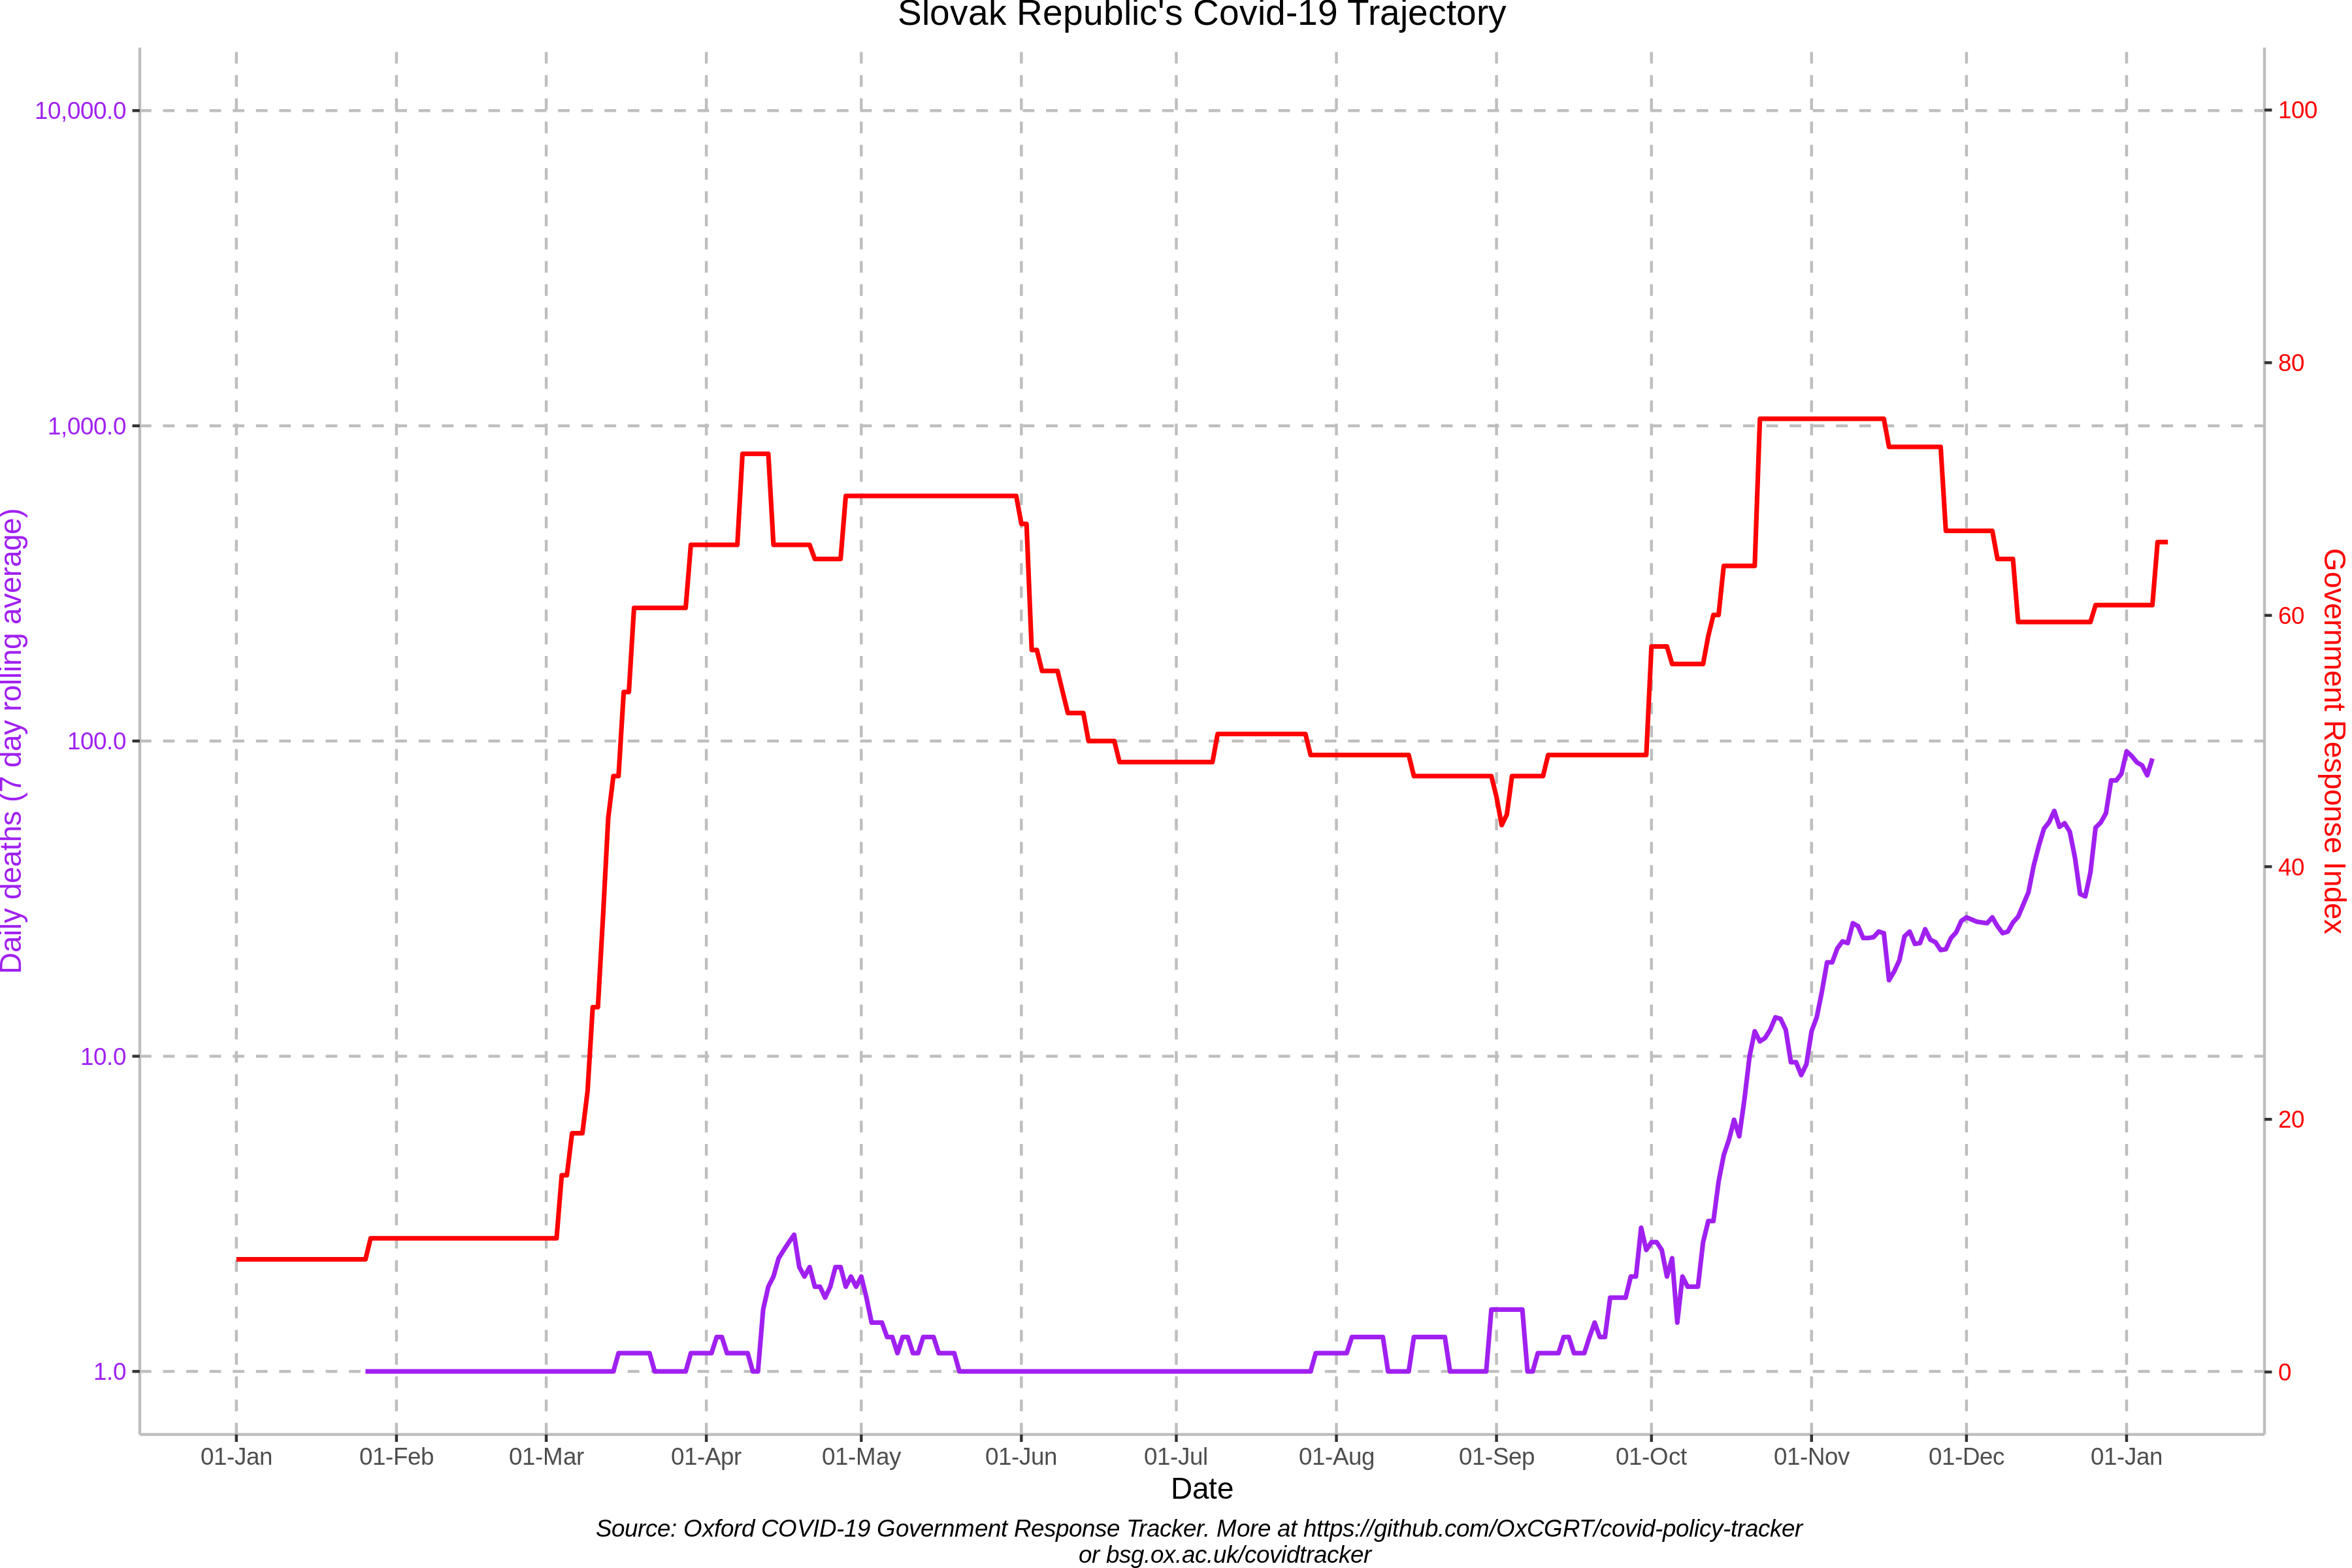 Slovak Republic's Covid-19 Trajectory
Daily deaths (7 day rolling average)
10,000.0
1,000.0
100.0
10.0
1.0
100
80
60
40
20
0
Government Response Index
01-Jan 01-Feb 01-Mar 01-Apr 01-May 01-Jun 01-Jul 01-Aug 01-Sep 01-Oct 01-Nov 01-Dec 01-Jan
Date
Source: Oxford COVID-19 Government Response Tracker. More at https://github.com/OxCGRT/covid-policy-tracker
or bsg.ox.ac.uk/covidtracker